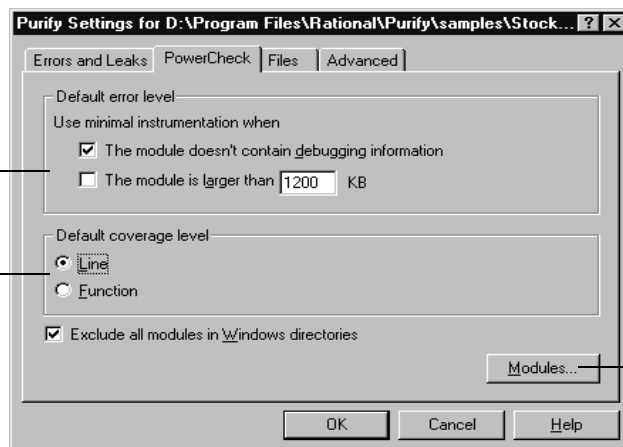 Purify Settings for D:\Program Files\Rational\Purify\samples\Stock...
Errors and Leaks PowerCheck Files Advanced
Default error level
Use minimal instrumentation when
The module doesn't contain debugging information
The module is larger than 1200 KB
Default coverage level
Line
Function
Exclude all modules in Windows directories
Modules...
OK Cancel Help